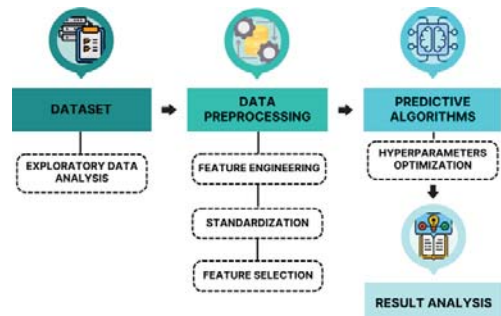 DATASET
EXPLORATORY DATA
ANALYSIS
DATA
PREPROCESSING
FEATURE ENGINEERING
STANDARDIZATION
FEATURE SELECTION
PREDICTIVE
ALGORITHMS
HYPERPARAMETERS
OPTIMIZATION
RESULT ANALYSIS